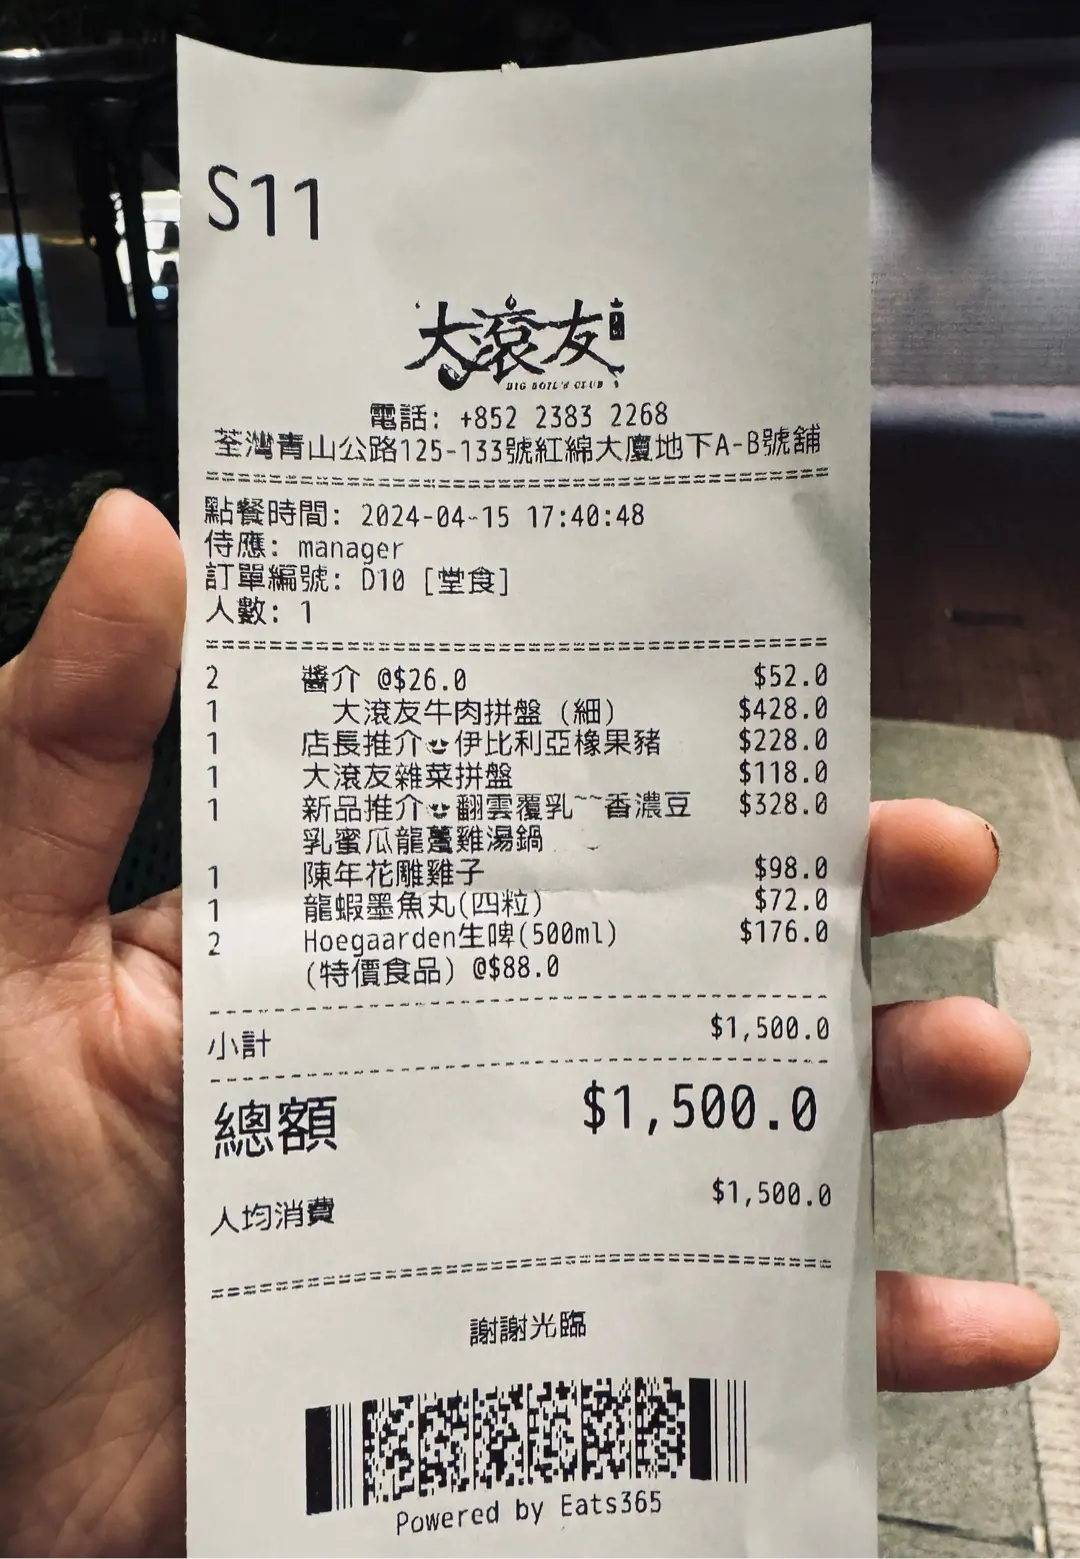 S11
大滾友
BIG BOIL'S CLUB
電話: +852 2383 2268
荃灣青山公路125-133號紅綿大廈地下A-B號舖
點餐時間: 2024-04-15 17:40:48
侍應: manager
訂單編號: D10 [堂食]
人數: 1
2 醬介 @$26.0 $52.0
1 大滾友牛肉拼盤 (細) $428.0
1 店長推介😍伊比利亞橡果豬 $228.0
1 大滾友雜菜拼盤 $118.0
1 新品推介😍翻雲覆乳~~香濃豆 $328.0
乳蜜瓜龍躉雞湯鍋
1 陳年花雕雞子 $98.0
1 龍蝦墨魚丸(四粒) $72.0
2 Hoegaarden生啤(500ml) $176.0
(特價食品) @$88.0
小計 $1,500.0
總額 $1,500.0
人均消費 $1,500.0
謝謝光臨
Powered by Eats365